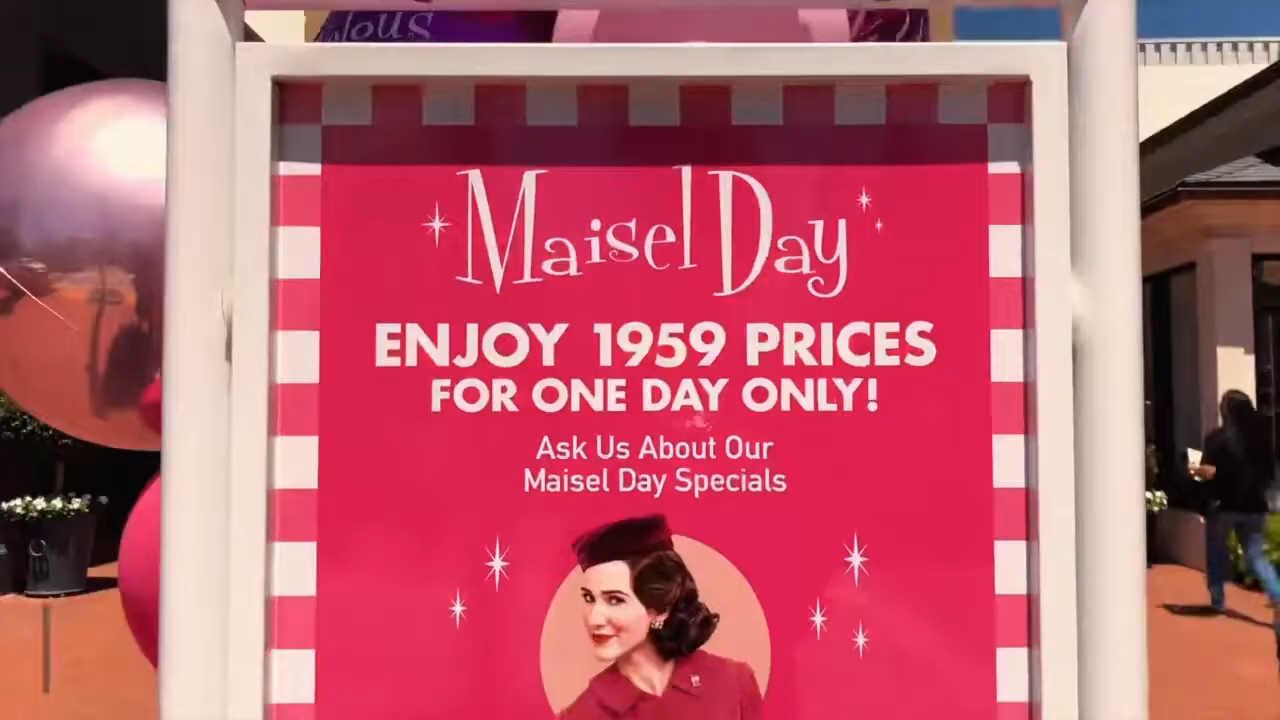 Maisel Day
ENJOY 1959 PRICES
FOR ONE DAY ONLY!
Ask Us About Our
Maisel Day Specials